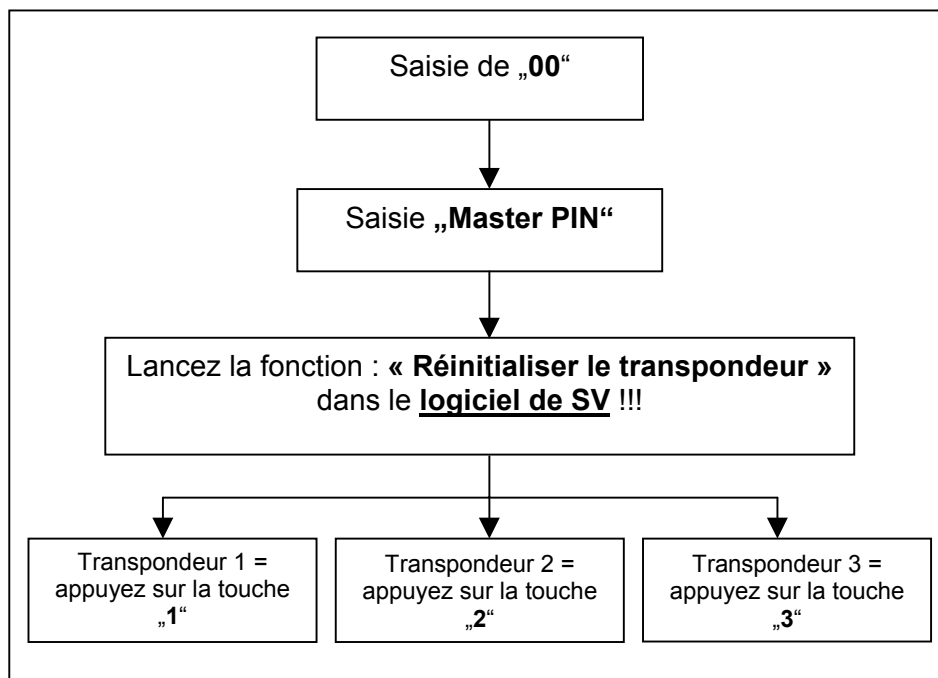 Saisie de „00“
Saisie „Master PIN“
Lancez la fonction : « Réinitialiser le transpondeur »
dans le logiciel de SV !!!
Transpondeur 1 =
appuyez sur la touche
„1“
Transpondeur 2 =
appuyez sur la touche
„2“
Transpondeur 3 =
appuyez sur la touche
„3“